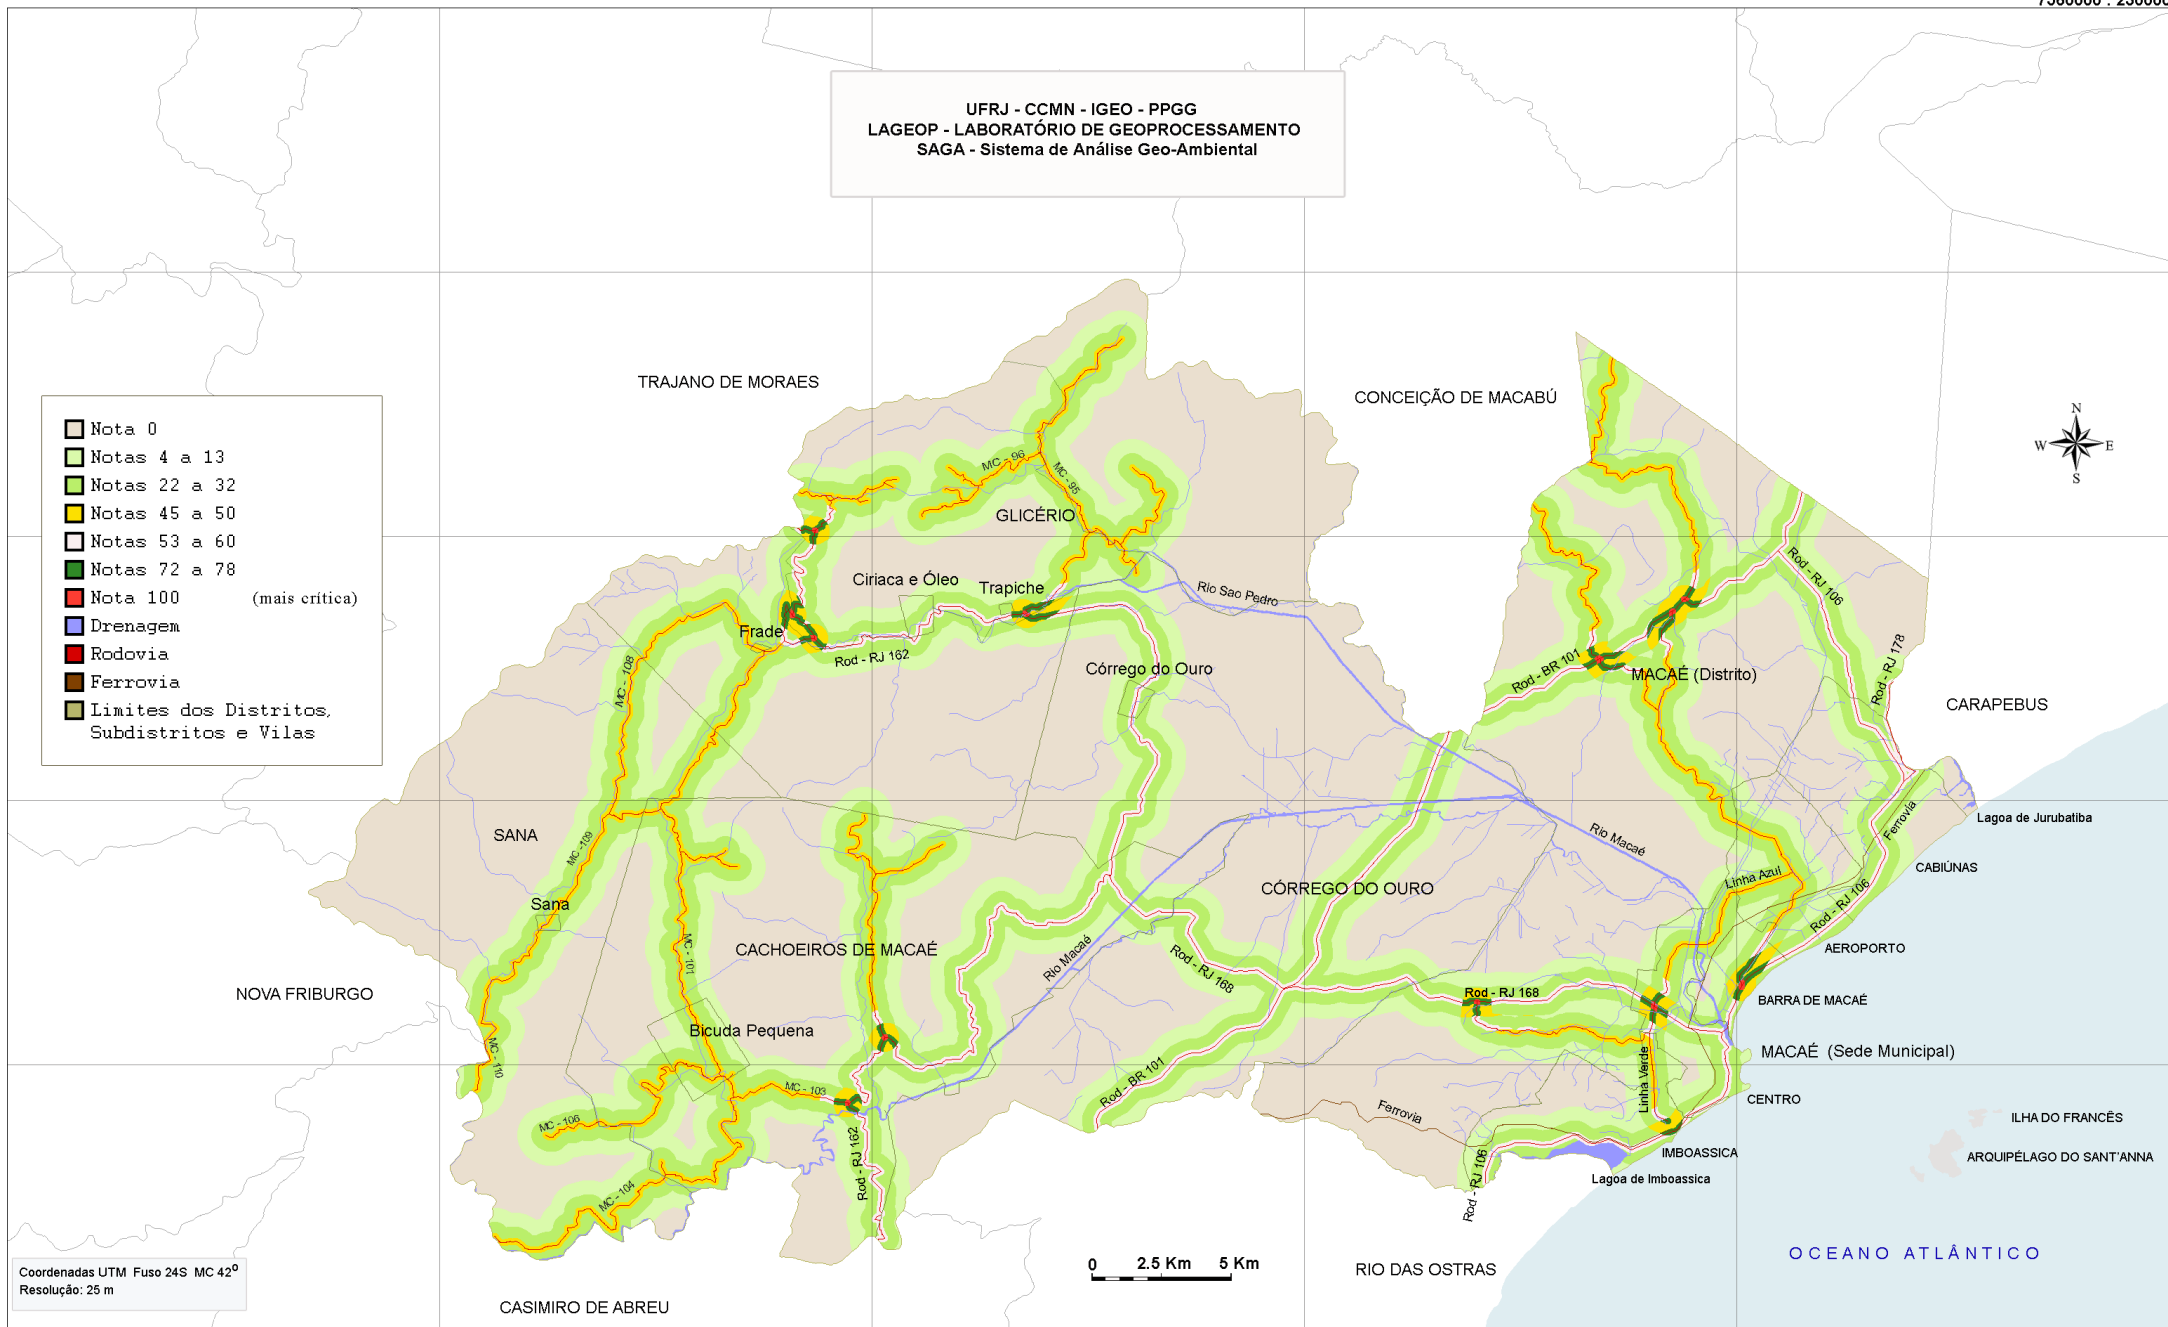 UFRJ - CCMN - IGEO - PPGG
LAGEOP - LABORATÓRIO DE GEOPROCESSAMENTO
SAGA - Sistema de Análise Geo-Ambiental
TRAJANO DE MORAES
CONCEIÇÃO DE MACABÚ
N
W
E
S
Nota 0
Notas 4 a 13
Notas 22 a 32
Notas 45 a 50
Notas 53 a 60
Notas 72 a 78
Nota 100 (mais crítica)
Drenagem
Rodovia
Ferrovia
Limites dos Distritos,
Subdistritos e Vilas
MC - 96
MC - 95
GLICÉRIO
Ciriaca e Óleo
Trapiche
Rio Sao Pedro
Rod - RJ 106
Frade
Rod - RJ 162
MC - 108
Córrego do Ouro
Rod - BR 101
MACAÉ (Distrito)
Rod - RJ 178
CARAPEBUS
SANA
MC - 109
Rio Macaé
Ferrovia
Lagoa de Jurubatiba
CABIÚNAS
Linha Azul
CÓRREGO DO OURO
Sana
Rod - RJ 106
MC - 101
CACHOEIROS DE MACAÉ
Rio Macaé
Rod - RJ 168
AEROPORTO
NOVA FRIBURGO
Rod - RJ 168
BARRA DE MACAÉ
Bicuda Pequena
MC - 110
MACAÉ (Sede Municipal)
MC - 103
Rod - BR 101
Linha Verde
CENTRO
Ferrovia
MC - 106
ILHA DO FRANCÊS
Rod - RJ 162
IMBOASSICA
ARQUIPÉLAGO DO SANT'ANNA
Rod - RJ 106
Lagoa de Imboassica
MC - 104
OCEANO ATLÂNTICO
0 2.5 Km 5 Km
RIO DAS OSTRAS
Coordenadas UTM Fuso 24S MC 42º
Resolução: 25 m
CASIMIRO DE ABREU